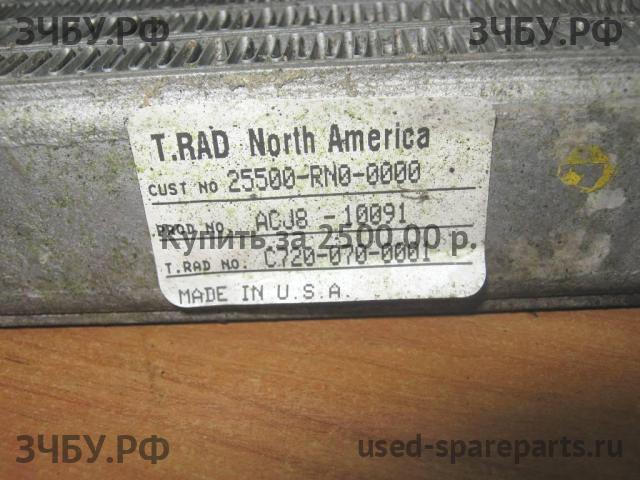 ЗЧБУ.РФ ЗЧБУ.РФ
T.RAD North America
CUST NO 25500-RN0-0000
PROD NO. ACJ8 -10091
Купить за 2500.00 р.
T.RAD NO. C720-070-0001
MADE IN U.S.A.
ЗЧБУ.РФ used-spareparts.ru